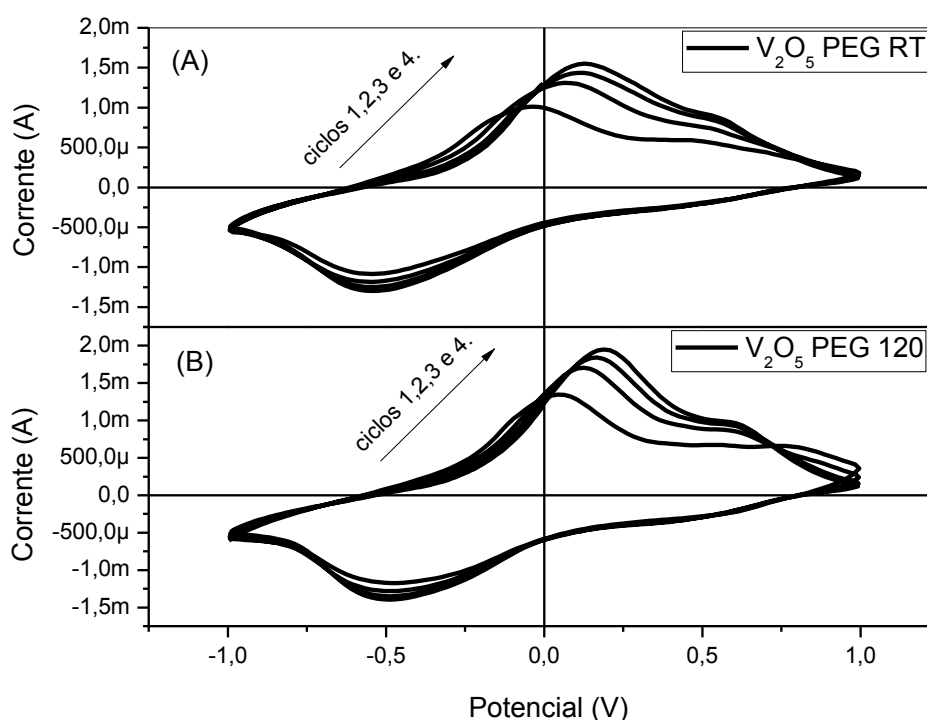 (A)
V₂O₅ PEG RT
ciclos 1,2,3 e 4.
Corrente (A)
2,0m
1,5m
1,0m
500,0µ
0,0
-500,0µ
-1,0m
-1,5m
(B)
V₂O₅ PEG 120
ciclos 1,2,3 e 4.
Corrente (A)
2,0m
1,5m
1,0m
500,0µ
0,0
-500,0µ
-1,0m
-1,5m
-1,0 -0,5 0,0 0,5 1,0
Potencial (V)